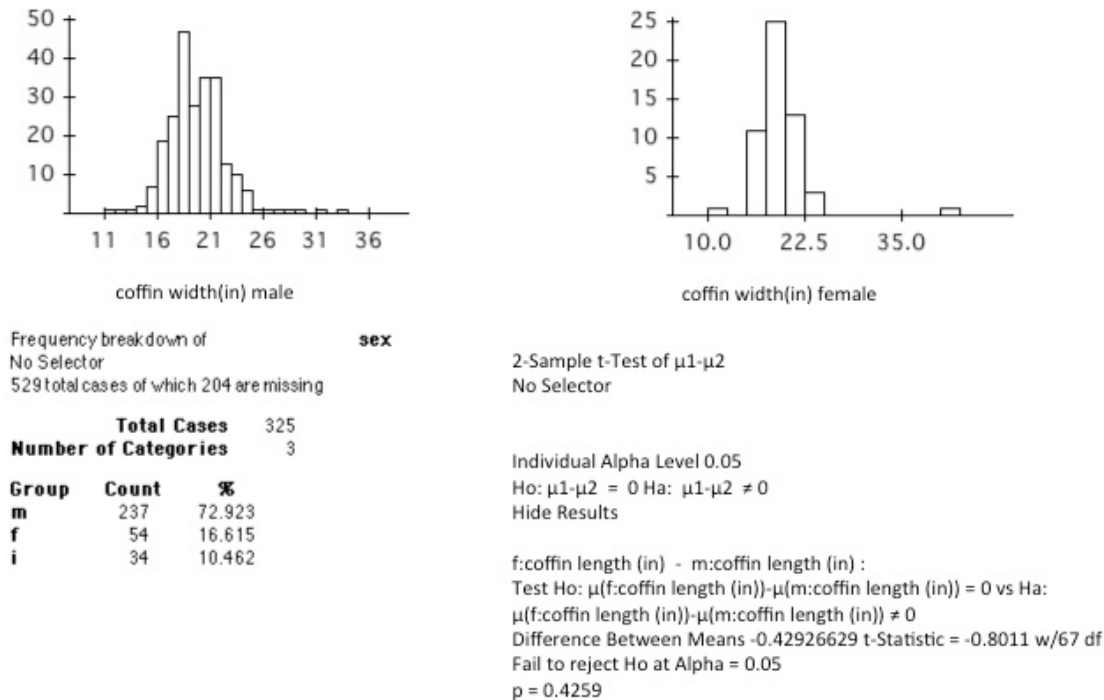 50
40
30
20
10
11 16 21 26 31 36
coffin width(in) male
25
20
15
10
5
10.0 22.5 35.0
coffin width(in) female
Frequency breakdown of sex
No Selector
529 total cases of which 204 are missing
Total Cases 325
Number of Categories 3
Group Count %
m 237 72.923
f 54 16.615
i 34 10.462
2-Sample t-Test of μ1-μ2
No Selector
Individual Alpha Level 0.05
Ho: μ1-μ2 = 0 Ha: μ1-μ2 ≠ 0
Hide Results
f:coffin length (in) - m:coffin length (in) :
Test Ho: μ(f:coffin length (in))-μ(m:coffin length (in)) = 0 vs Ha:
μ(f:coffin length (in))-μ(m:coffin length (in)) ≠ 0
Difference Between Means -0.42926629 t-Statistic = -0.8011 w/67 df
Fail to reject Ho at Alpha = 0.05
p = 0.4259